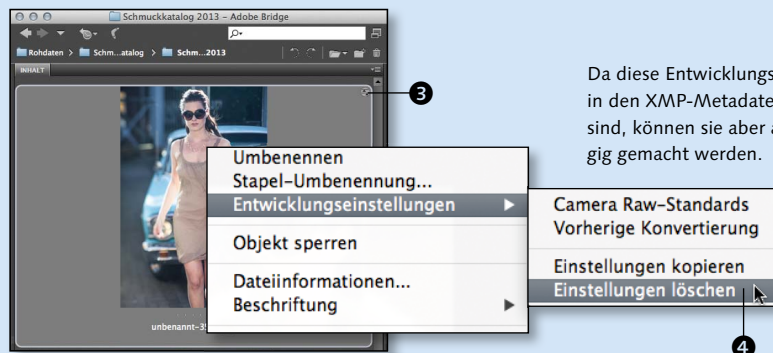 Schmuckkatalog 2013 – Adobe Bridge
Rohdaten > Schm...atalog > Schm...2013
INHALT
❸
unbenannt-3
Umbenennen
Stapel-Umbenennung...
Entwicklungseinstellungen
Objekt sperren
Dateiinformationen...
Beschriftung
Da diese Entwicklungs
in den XMP-Metadate
sind, können sie aber a
gig gemacht werden.
Camera Raw-Standards
Vorherige Konvertierung
Einstellungen kopieren
Einstellungen löschen
❹